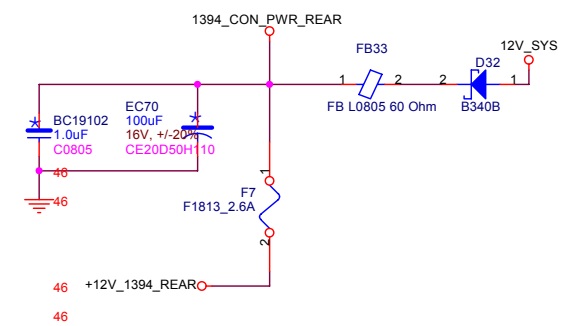 1394_CON_PWR_REAR
FB33
12V_SYS
D32
1 2
2 1
FB L0805 60 Ohm
B340B
BC19102
1.0uF
C0805
EC70
100uF
16V, +/-20%
CE20D50H110
46
46
1
F7
F1813_2.6A
2
46
+12V_1394_REAR
46